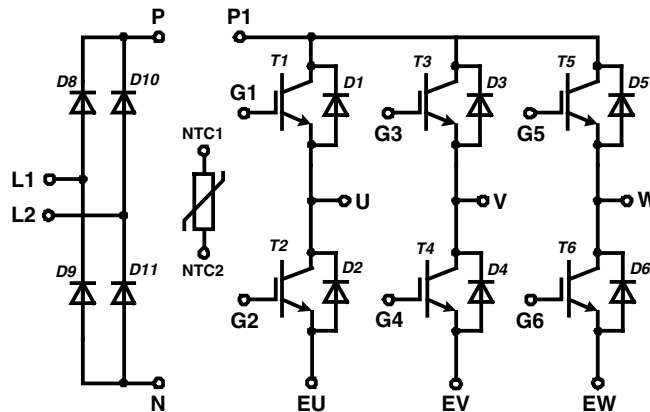 P P1
T1 T3 T5
D8 D10 D1 D3 D5
G1 G3 G5
NTC1
L1
L2 U V W
D9 D11 T2 T4 T6
NTC2 D2 D4 D6
G2 G4 G6
N EU EV EW